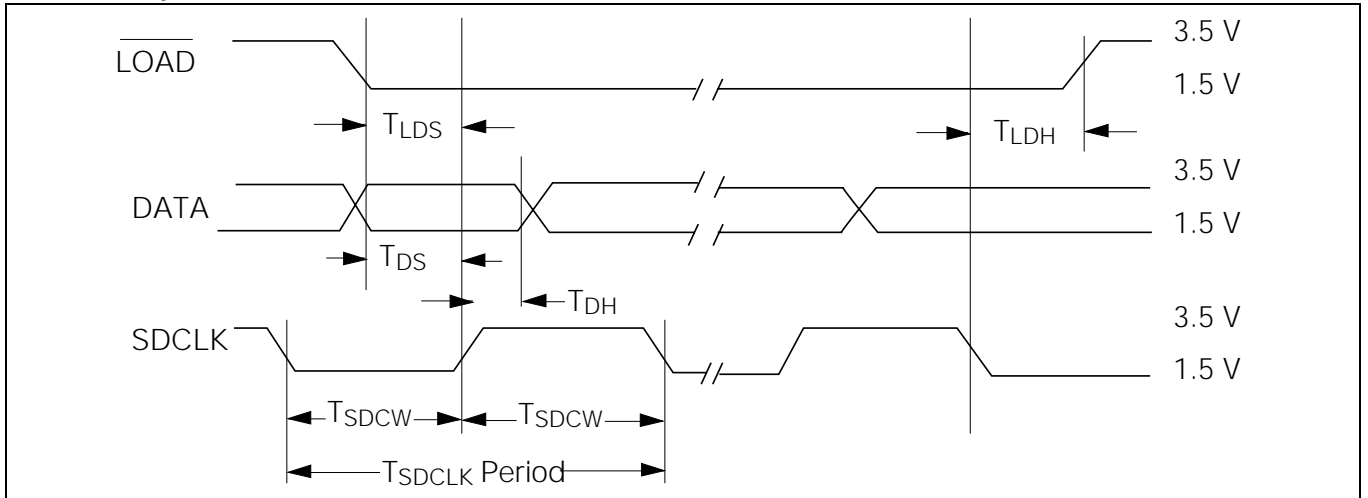 LOAD
3.5 V
1.5 V
TLDS
TLDH
DATA
3.5 V
1.5 V
TDS
TDH
SDCLK
3.5 V
1.5 V
TSDCW
TSDCW
TSDCLK Period